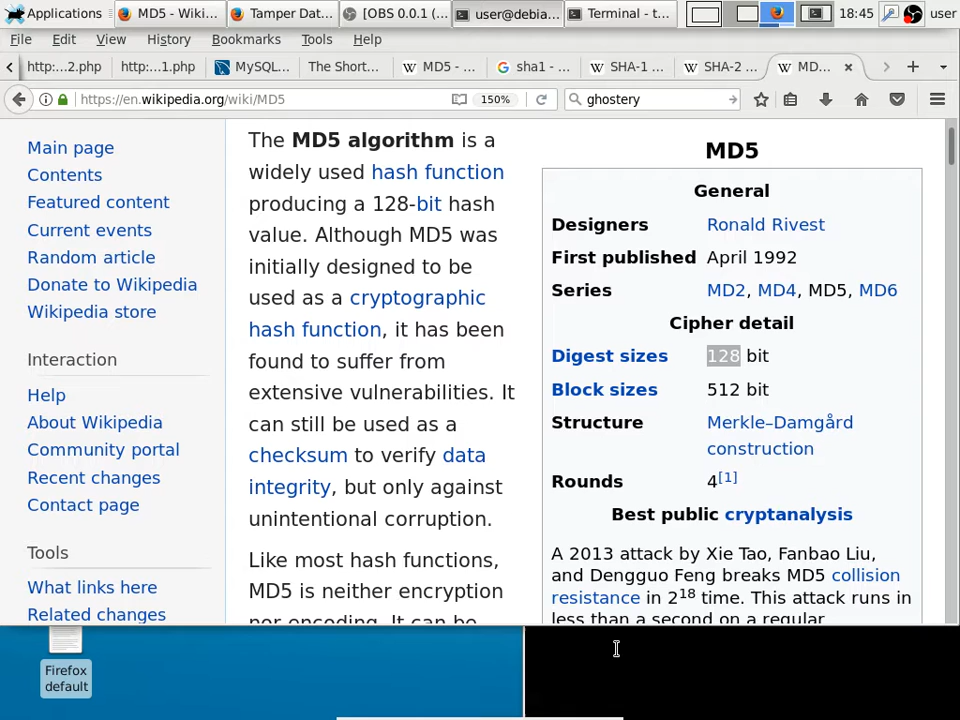 Applications MD5 - Wiki... Tamper Dat... [OBS 0.0.1 (... user@debia... Terminal - t... 18:45 user
File Edit View History Bookmarks Tools Help
http:...2.php http:...1.php MySQL... The Short... MD5 - ... sha1 - ... SHA-1 ... SHA-2 ... MD...
https://en.wikipedia.org/wiki/MD5 150% ghostery
Main page
Contents
Featured content
Current events
Random article
Donate to Wikipedia
Wikipedia store
Interaction
Help
About Wikipedia
Community portal
Recent changes
Contact page
Tools
What links here
Related changes
The MD5 algorithm is a
widely used hash function
producing a 128-bit hash
value. Although MD5 was
initially designed to be
used as a cryptographic
hash function, it has been
found to suffer from
extensive vulnerabilities. It
can still be used as a
checksum to verify data
integrity, but only against
unintentional corruption.
Like most hash functions,
MD5 is neither encryption
nor encoding. It can be
MD5
General
Designers Ronald Rivest
First published April 1992
Series MD2, MD4, MD5, MD6
Cipher detail
Digest sizes 128 bit
Block sizes 512 bit
Structure Merkle–Damgård
construction
Rounds 4[1]
Best public cryptanalysis
A 2013 attack by Xie Tao, Fanbao Liu,
and Dengguo Feng breaks MD5 collision
resistance in 2^18 time. This attack runs in
less than a second on a regular
Firefox
default